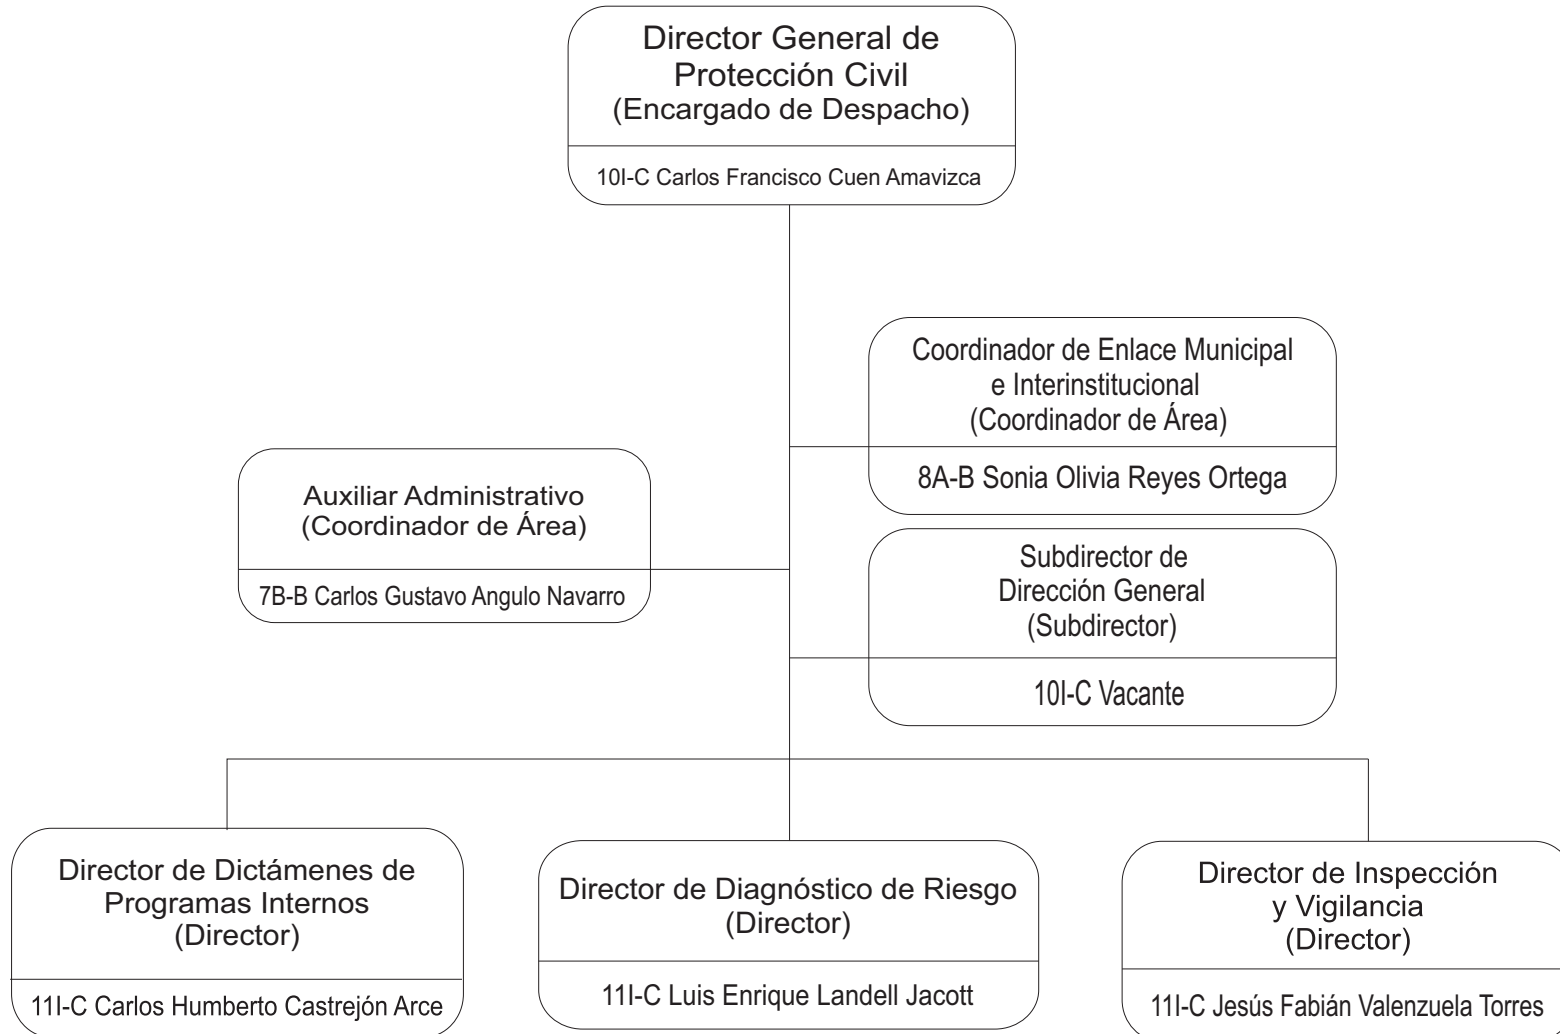 Director General de
Protección Civil
(Encargado de Despacho)
10I-C Carlos Francisco Cuen Amavizca
Coordinador de Enlace Municipal
e Interinstitucional
(Coordinador de Área)
8A-B Sonia Olivia Reyes Ortega
Auxiliar Administrativo
(Coordinador de Área)
7B-B Carlos Gustavo Angulo Navarro
Subdirector de
Dirección General
(Subdirector)
10I-C Vacante
Director de Dictámenes de
Programas Internos
(Director)
11I-C Carlos Humberto Castrejón Arce
Director de Diagnóstico de Riesgo
(Director)
11I-C Luis Enrique Landell Jacott
Director de Inspección
y Vigilancia
(Director)
11I-C Jesús Fabián Valenzuela Torres